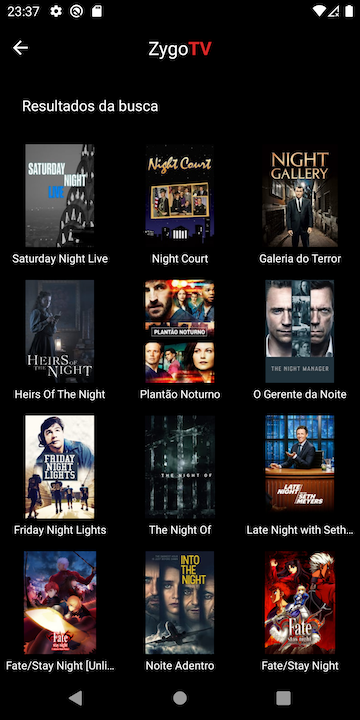 23:37
ZygoTV
Resultados da busca
SATURDAY
NIGHT
LIVE
Night Court
NIGHT
GALLERY
Saturday Night Live
Night Court
Galeria do Terror
HEIRS OF
THE NIGHT
PLANTÃO NOTURNO
THE NIGHT MANAGER
Heirs Of The Night
Plantão Noturno
O Gerente da Noite
FRIDAY
NIGHT
LIGHTS
THE NIGHT OF
LATE
NIGHT WITH
SETH
MEYERS
Friday Night Lights
The Night Of
Late Night with Seth...
Fate
stay night
INTO
THE
NIGHT
Fate
stay night
Fate/Stay Night [Unli...
Noite Adentro
Fate/Stay Night